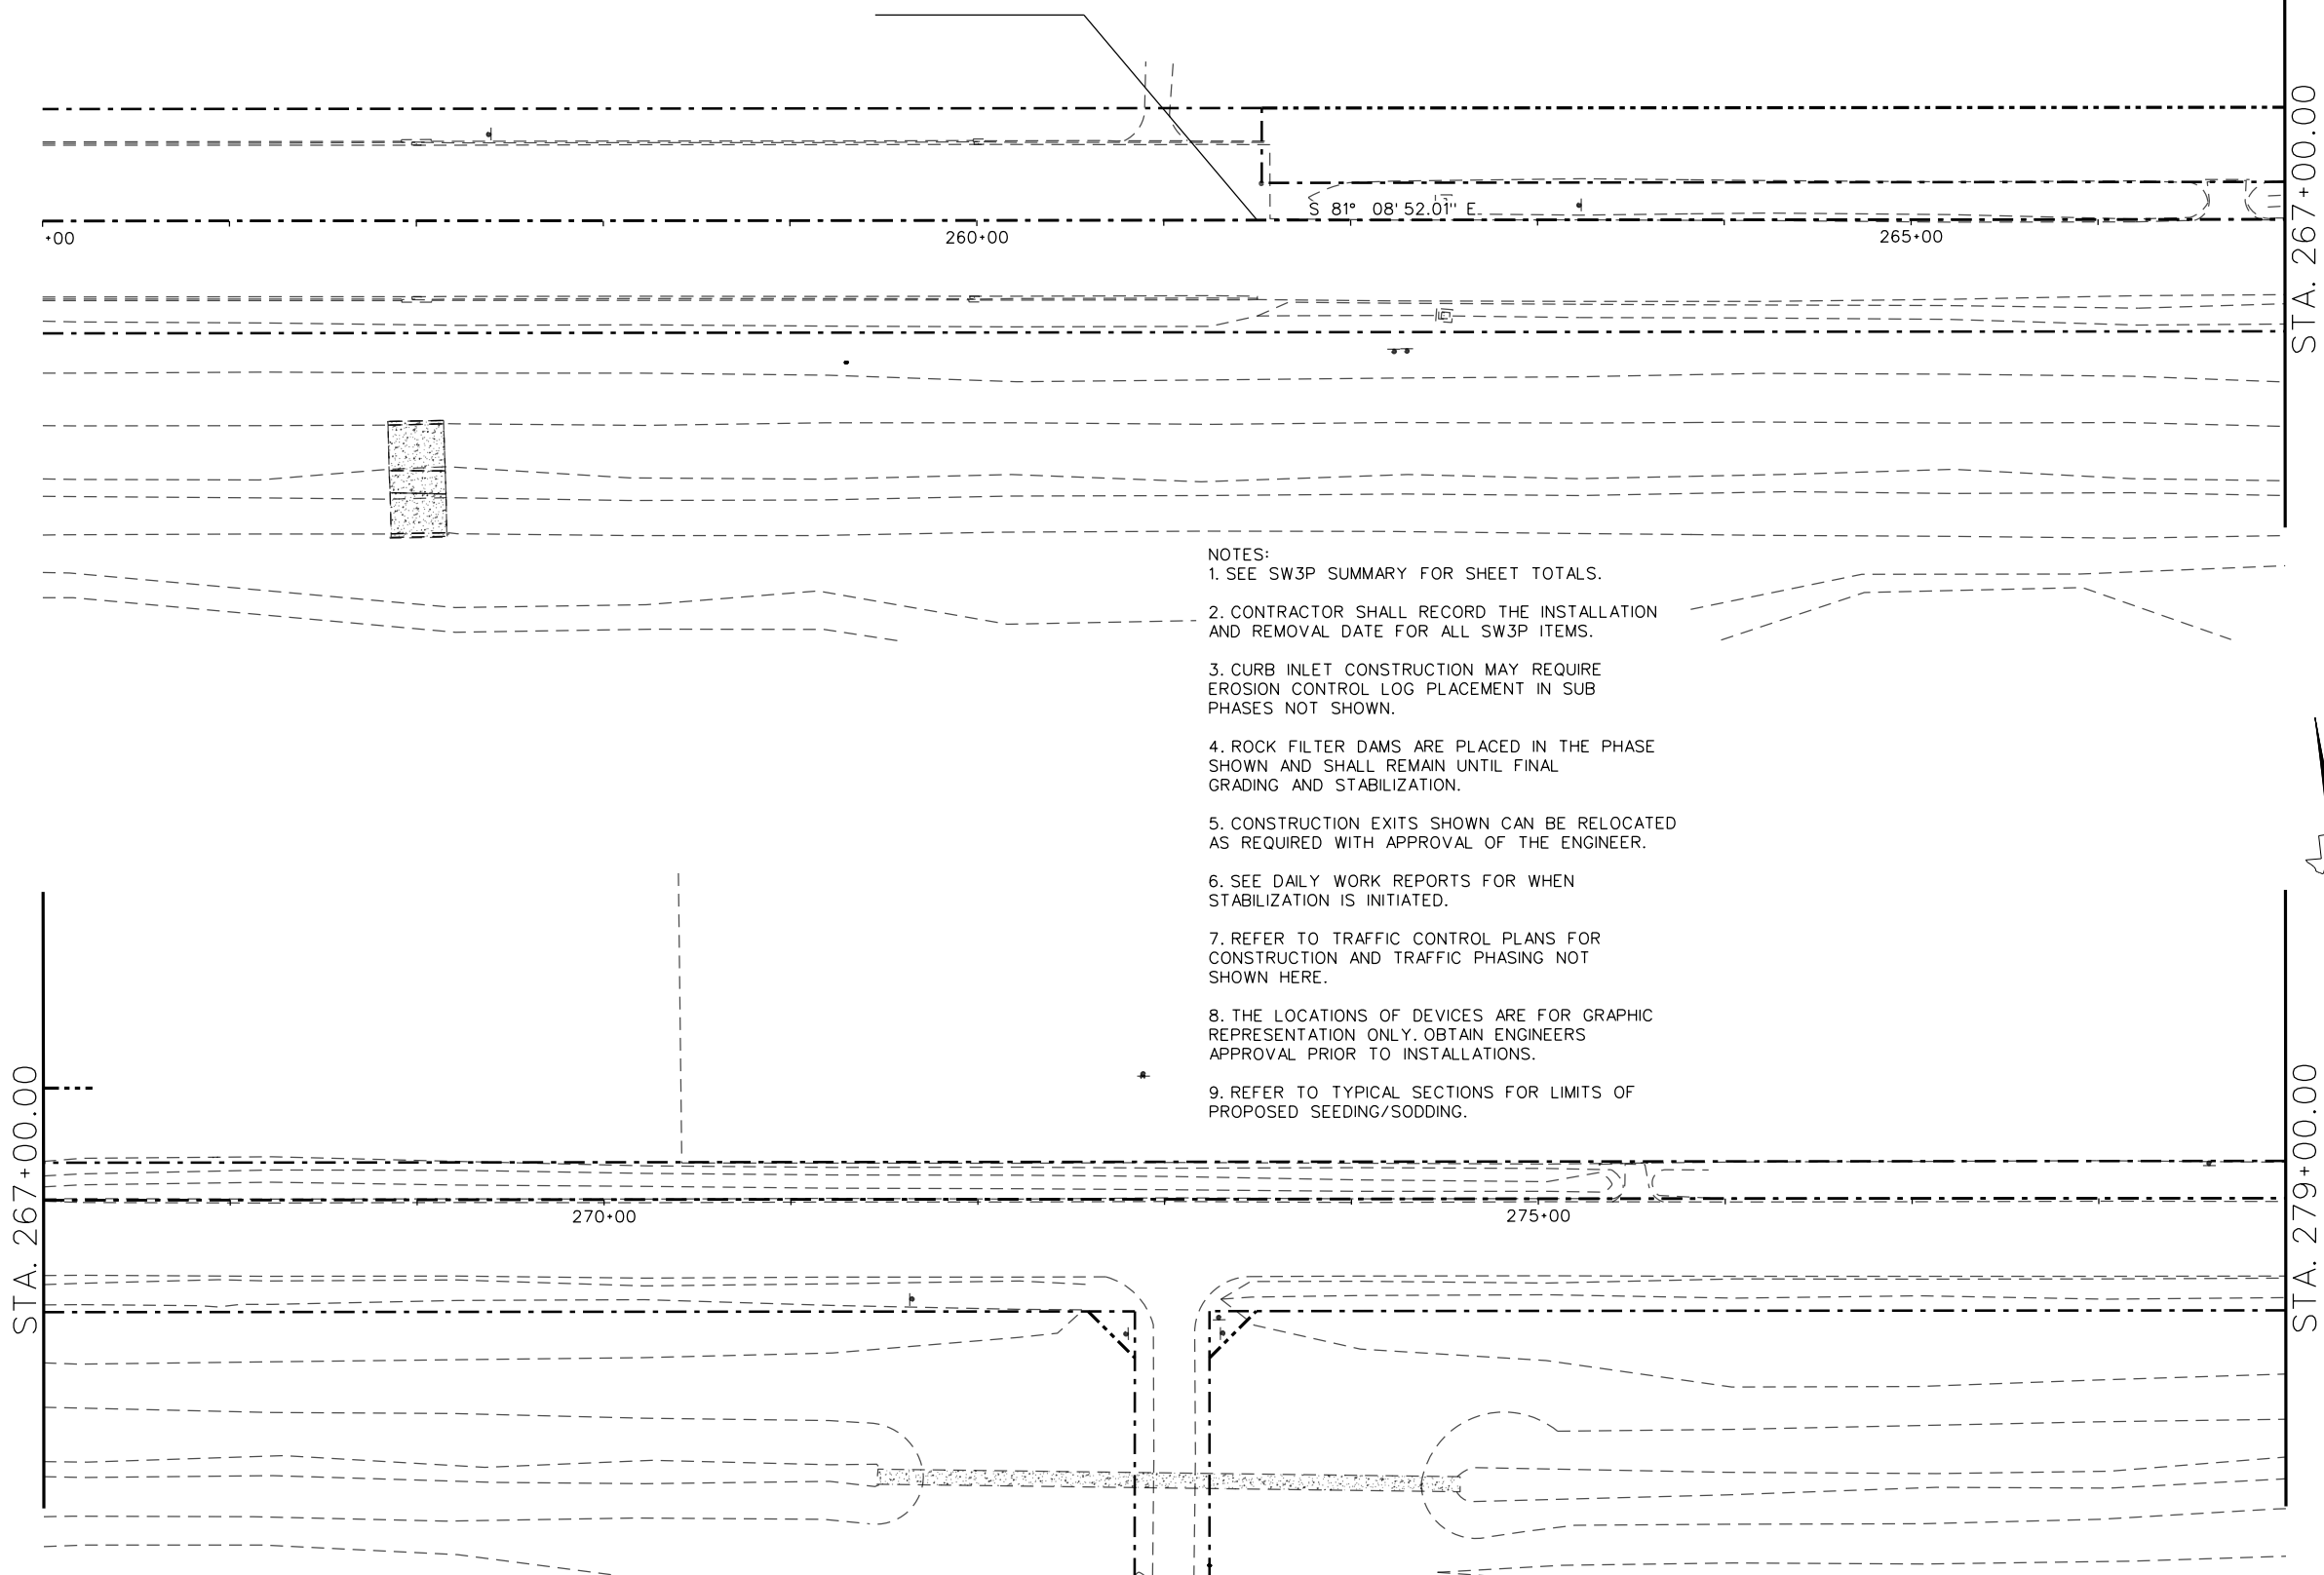 S 81° 08' 52.01" E
+00
260+00
265+00
STA. 267+00.00
NOTES:
1. SEE SW3P SUMMARY FOR SHEET TOTALS.
2. CONTRACTOR SHALL RECORD THE INSTALLATION
AND REMOVAL DATE FOR ALL SW3P ITEMS.
3. CURB INLET CONSTRUCTION MAY REQUIRE
EROSION CONTROL LOG PLACEMENT IN SUB
PHASES NOT SHOWN.
4. ROCK FILTER DAMS ARE PLACED IN THE PHASE
SHOWN AND SHALL REMAIN UNTIL FINAL
GRADING AND STABILIZATION.
5. CONSTRUCTION EXITS SHOWN CAN BE RELOCATED
AS REQUIRED WITH APPROVAL OF THE ENGINEER.
6. SEE DAILY WORK REPORTS FOR WHEN
STABILIZATION IS INITIATED.
7. REFER TO TRAFFIC CONTROL PLANS FOR
CONSTRUCTION AND TRAFFIC PHASING NOT
SHOWN HERE.
8. THE LOCATIONS OF DEVICES ARE FOR GRAPHIC
REPRESENTATION ONLY. OBTAIN ENGINEERS
APPROVAL PRIOR TO INSTALLATIONS.
9. REFER TO TYPICAL SECTIONS FOR LIMITS OF
PROPOSED SEEDING/SODDING.
STA. 267+00.00
270+00
275+00
STA. 279+00.00